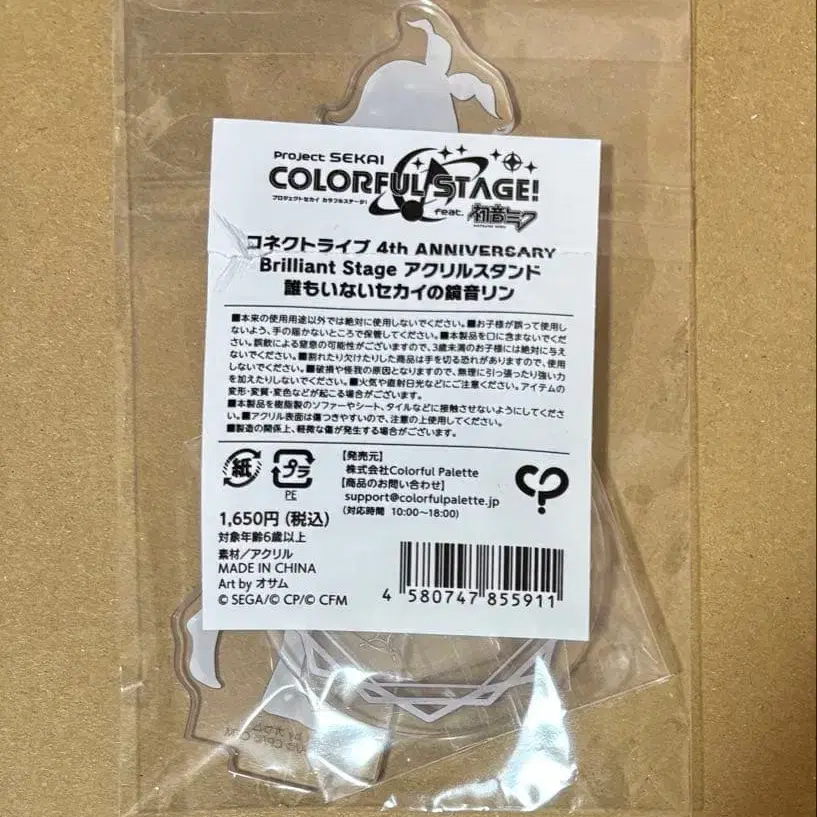 Project SEKAI
COLORFUL STAGE!
プロジェクトセカイ カラフルステージ!
feat. 初音ミク
HATSUNE MIKU
コネクトライブ 4th ANNIVERSARY
Brilliant Stage アクリルスタンド
誰もいないセカイの鏡音リン
■本来の使用用途以外では絶対に使用しないでください。■お子様が誤って使用し
ないよう、手の届かないところで保管してください。■本製品を口に含まないでくだ
さい。誤飲による窒息の可能性がございますので、3歳未満のお子様には絶対に与え
ないでください。■割れたり欠けたりした商品は手を切る恐れがありますので、使用
しないでください。■破損や怪我の原因となりますので、無理に引っ張ったり強い力
を加えたりしないでください。■火気や直射日光などにご注意ください。アイテムの
変形・変質・変色などが起こる場合がございます。
■本製品を樹脂製のソファーやシート、タイルなどに接触させないようにしてくださ
い。■アクリル表面は傷つきやすいので、注意の上使用してください。
■製造の関係上、軽微な傷が発生する場合がございます。
紙
プラ
PE
【発売元】
株式会社Colorful Palette
【商品のお問い合わせ】
support@colorfulpalette.jp
(対応時間 10:00~18:00)
1,650円(税込)
対象年齢6歳以上
素材/アクリル
MADE IN CHINA
Art by オサム
© SEGA/© CP/© CFM
4 580747 855911